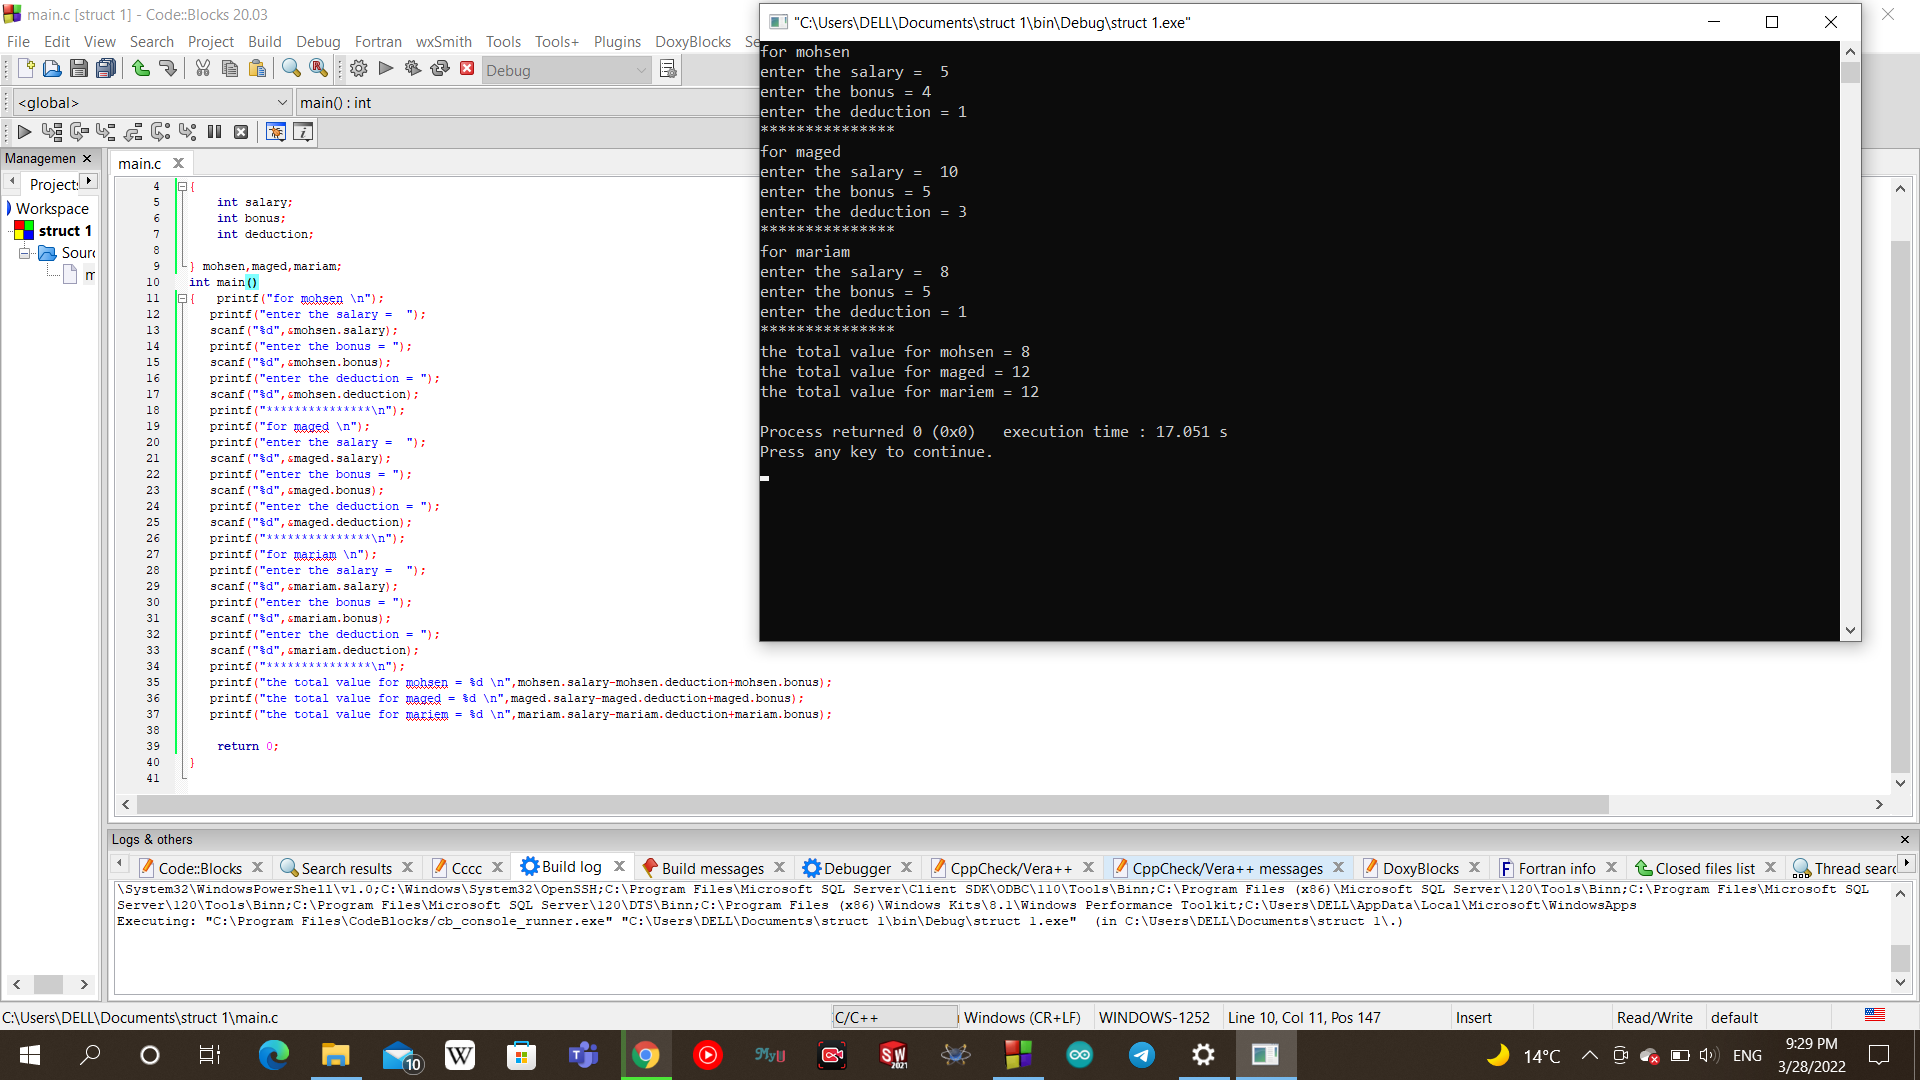 main.c [struct 1] - Code::Blocks 20.03
File Edit View Search Project Build Debug Fortran wxSmith Tools Tools+ Plugins DoxyBlocks Se
Debug
<global>
main() : int
Managemen
Projects
Workspace
struct 1
Sourc
m
main.c
4 {
5 int salary;
6 int bonus;
7 int deduction;
8
9 } mohsen,maged,mariam;
10 int main()
11 { printf("for mohsen \n");
12 printf("enter the salary =  ");
13 scanf("%d",&mohsen.salary);
14 printf("enter the bonus = ");
15 scanf("%d",&mohsen.bonus);
16 printf("enter the deduction = ");
17 scanf("%d",&mohsen.deduction);
18 printf("***************\n");
19 printf("for maged \n");
20 printf("enter the salary =  ");
21 scanf("%d",&maged.salary);
22 printf("enter the bonus = ");
23 scanf("%d",&maged.bonus);
24 printf("enter the deduction = ");
25 scanf("%d",&maged.deduction);
26 printf("***************\n");
27 printf("for mariam \n");
28 printf("enter the salary =  ");
29 scanf("%d",&mariam.salary);
30 printf("enter the bonus = ");
31 scanf("%d",&mariam.bonus);
32 printf("enter the deduction = ");
33 scanf("%d",&mariam.deduction);
34 printf("***************\n");
35 printf("the total value for mohsen = %d \n",mohsen.salary-mohsen.deduction+mohsen.bonus);
36 printf("the total value for maged = %d \n",maged.salary-maged.deduction+maged.bonus);
37 printf("the total value for mariem = %d \n",mariam.salary-mariam.deduction+mariam.bonus);
38
39 return 0;
40 }
41
"C:\Users\DELL\Documents\struct 1\bin\Debug\struct 1.exe"
for mohsen
enter the salary =  5
enter the bonus = 4
enter the deduction = 1
***************
for maged
enter the salary =  10
enter the bonus = 5
enter the deduction = 3
***************
for mariam
enter the salary =  8
enter the bonus = 5
enter the deduction = 1
***************
the total value for mohsen = 8
the total value for maged = 12
the total value for mariem = 12
Process returned 0 (0x0)   execution time : 17.051 s
Press any key to continue.
Logs & others
Code::Blocks Search results Cccc Build log Build messages Debugger CppCheck/Vera++ CppCheck/Vera++ messages DoxyBlocks Fortran info Closed files list Thread searc
\System32\WindowsPowerShell\v1.0;C:\Windows\System32\OpenSSH;C:\Program Files\Microsoft SQL Server\Client SDK\ODBC\110\Tools\Binn;C:\Program Files (x86)\Microsoft SQL Server\120\Tools\Binn;C:\Program Files\Microsoft SQL
Server\120\Tools\Binn;C:\Program Files\Microsoft SQL Server\120\DTS\Binn;C:\Program Files (x86)\Windows Kits\8.1\Windows Performance Toolkit;C:\Users\DELL\AppData\Local\Microsoft\WindowsApps
Executing: "C:\Program Files\CodeBlocks/cb_console_runner.exe" "C:\Users\DELL\Documents\struct 1\bin\Debug\struct 1.exe"  (in C:\Users\DELL\Documents\struct 1\.)
C:\Users\DELL\Documents\struct 1\main.c
C/C++
Windows (CR+LF)
WINDOWS-1252
Line 10, Col 11, Pos 147
Insert
Read/Write
default
10
W
MyU
SW
2021
14°C
ENG
9:29 PM
3/28/2022